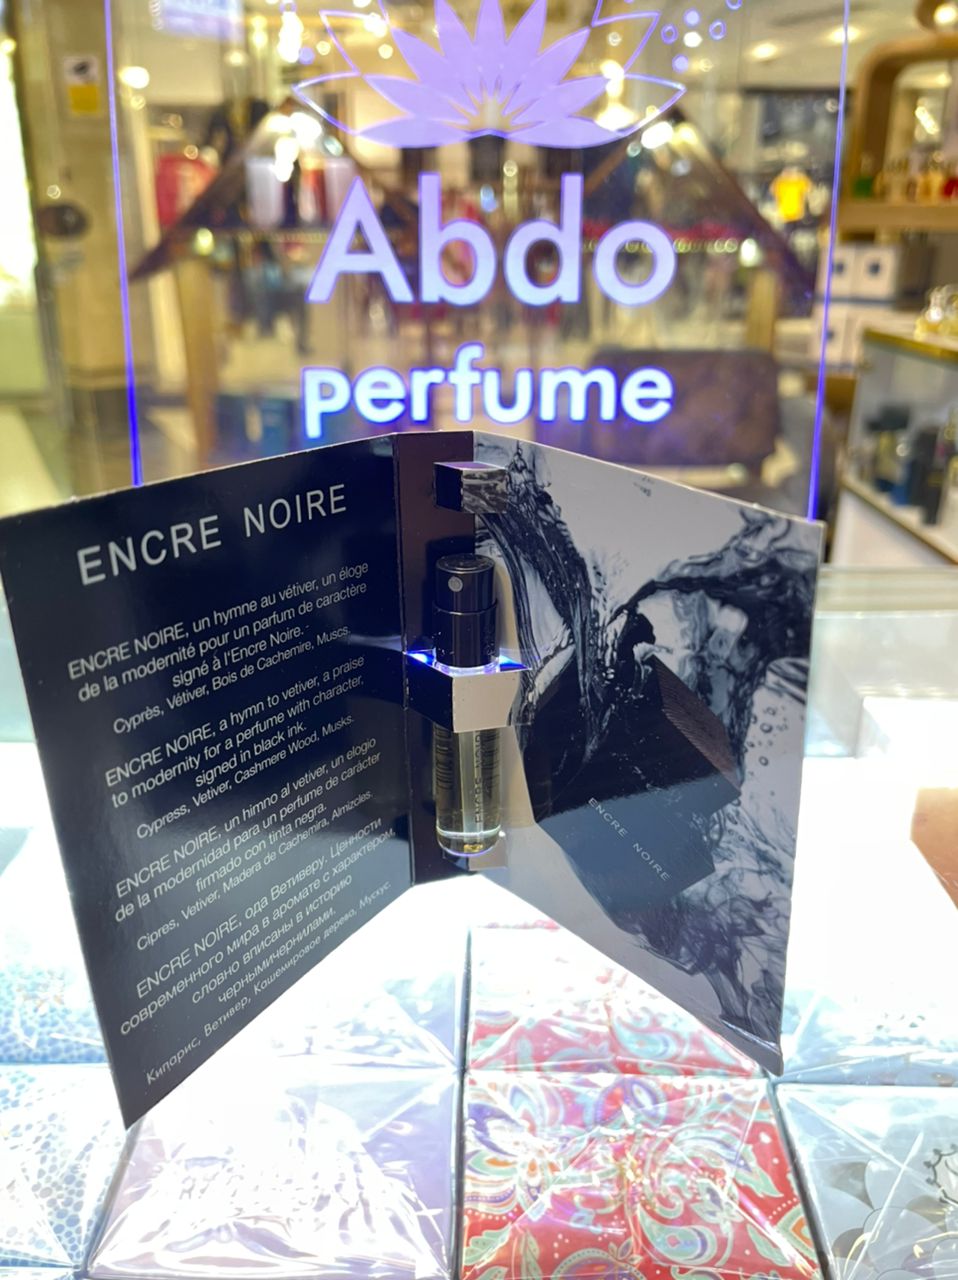 Abdo
perfume
ENCRE NOIRE
ENCRE NOIRE, un hymne au vétiver, un éloge
de la modernité pour un parfum de caractère
signé à l'Encre Noire.
Cyprès, Vétiver, Bois de Cachemire, Muscs.
ENCRE NOIRE, a hymn to vetiver, a praise
to modernity for a perfume with character,
signed in black ink.
Cypress, Vetiver, Cashmere Wood, Musks.
ENCRE NOIRE, un himno al vetiver, un elogio
de la modernidad para un perfume de carácter
firmado con tinta negra.
Cipres, Vetiver, Madera de Cachemira, Almizcles.
ENCRE NOIRE, ода Ветиверу. Ценности
современного мира в аромате с характером,
словно вписаны в историю
чернымичернилами.
Кипарис, Ветивер, Кашемировое дерево, Мускус.
ENCRE NOIRE
ENCRE NOIRE